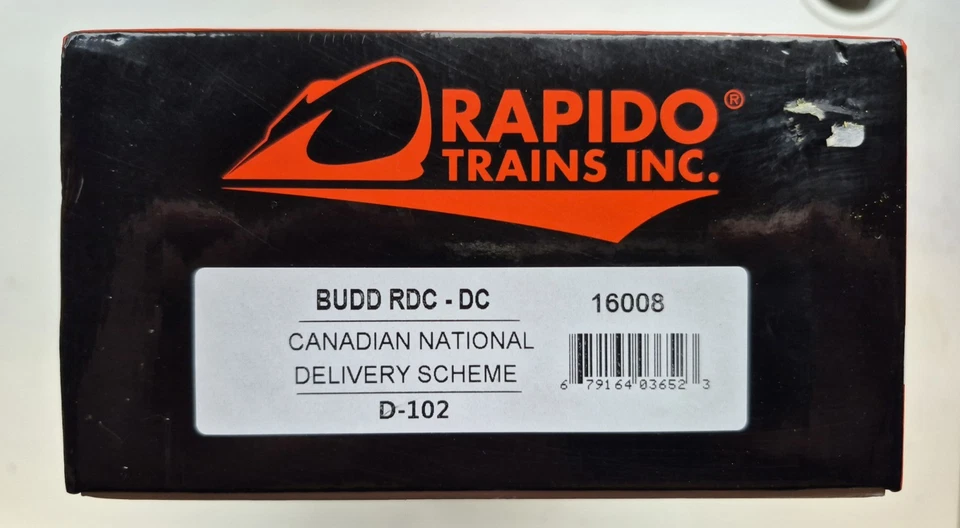 RAPIDO®
TRAINS INC.
BUDD RDC - DC
16008
CANADIAN NATIONAL
DELIVERY SCHEME
D-102
6 79164 03652 3